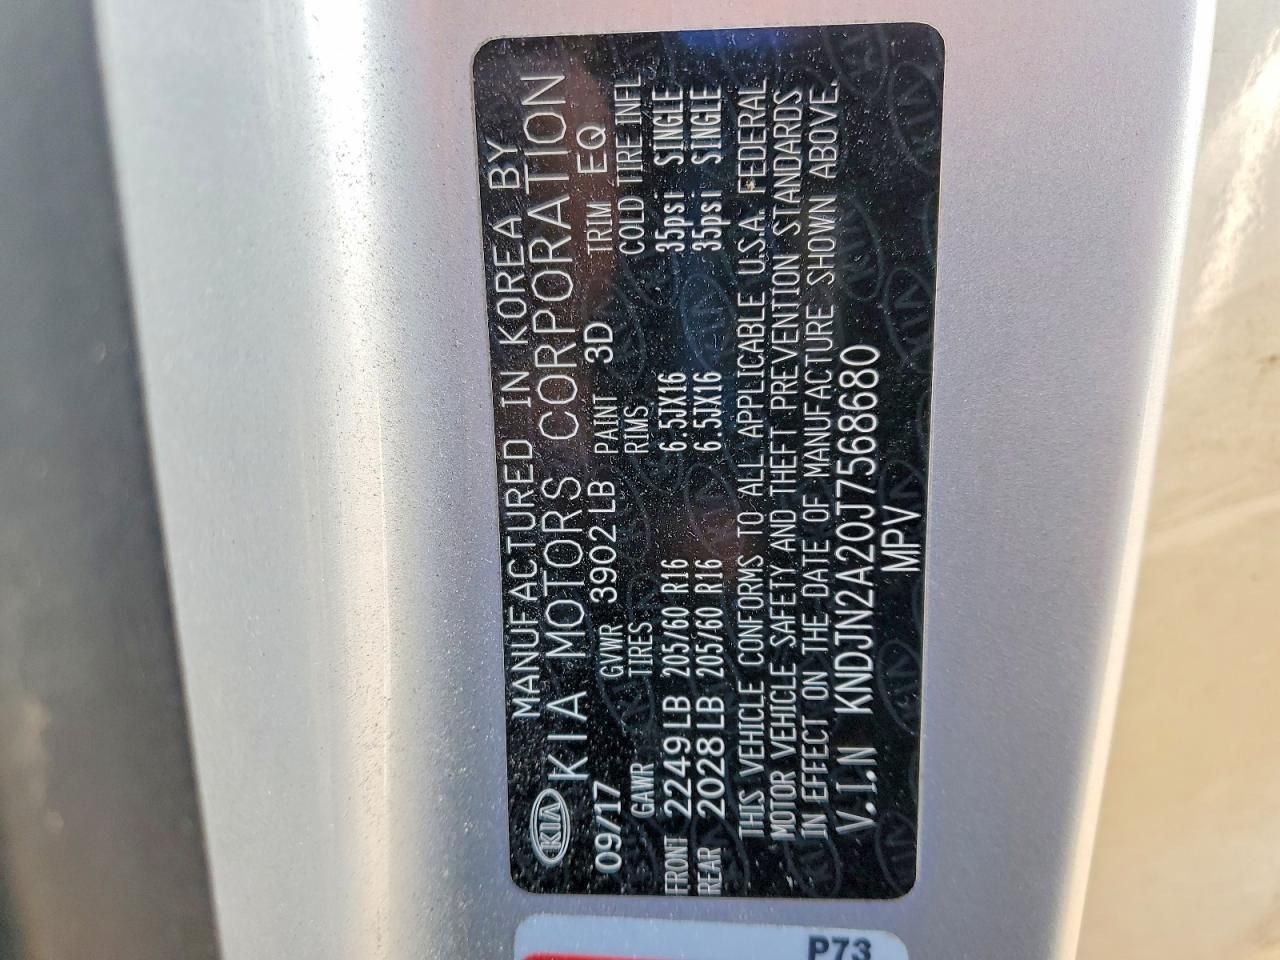 MANUFACTURED IN KOREA BY
KIA KIA MOTORS CORPORATION
09/17 GVWR 3902 LB PAINT 3D TRIM EQ
GAWR TIRES RIMS COLD TIRE INFL
FRONT 2249 LB 205/60 R16 6.5JX16 35psi SINGLE
REAR 2028 LB 205/60 R16 6.5JX16 35psi SINGLE
THIS VEHICLE CONFORMS TO ALL APPLICABLE U.S.A. FEDERAL
MOTOR VEHICLE SAFETY AND THEFT PREVENTION STANDARDS
IN EFFECT ON THE DATE OF MANUFACTURE SHOWN ABOVE.
V.I.N KNDJN2A20J7568680
MPV
P73